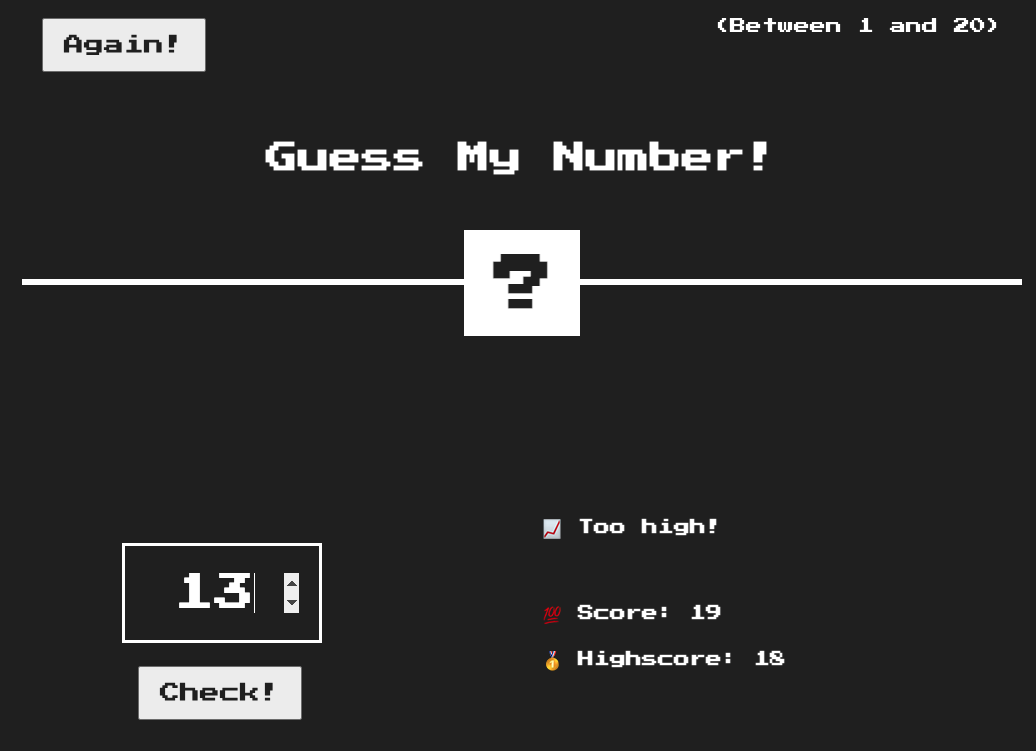 Again!
(Between 1 and 20)
Guess My Number!
?
13
📈 Too high!
💯 Score: 19
🥇 Highscore: 18
Check!